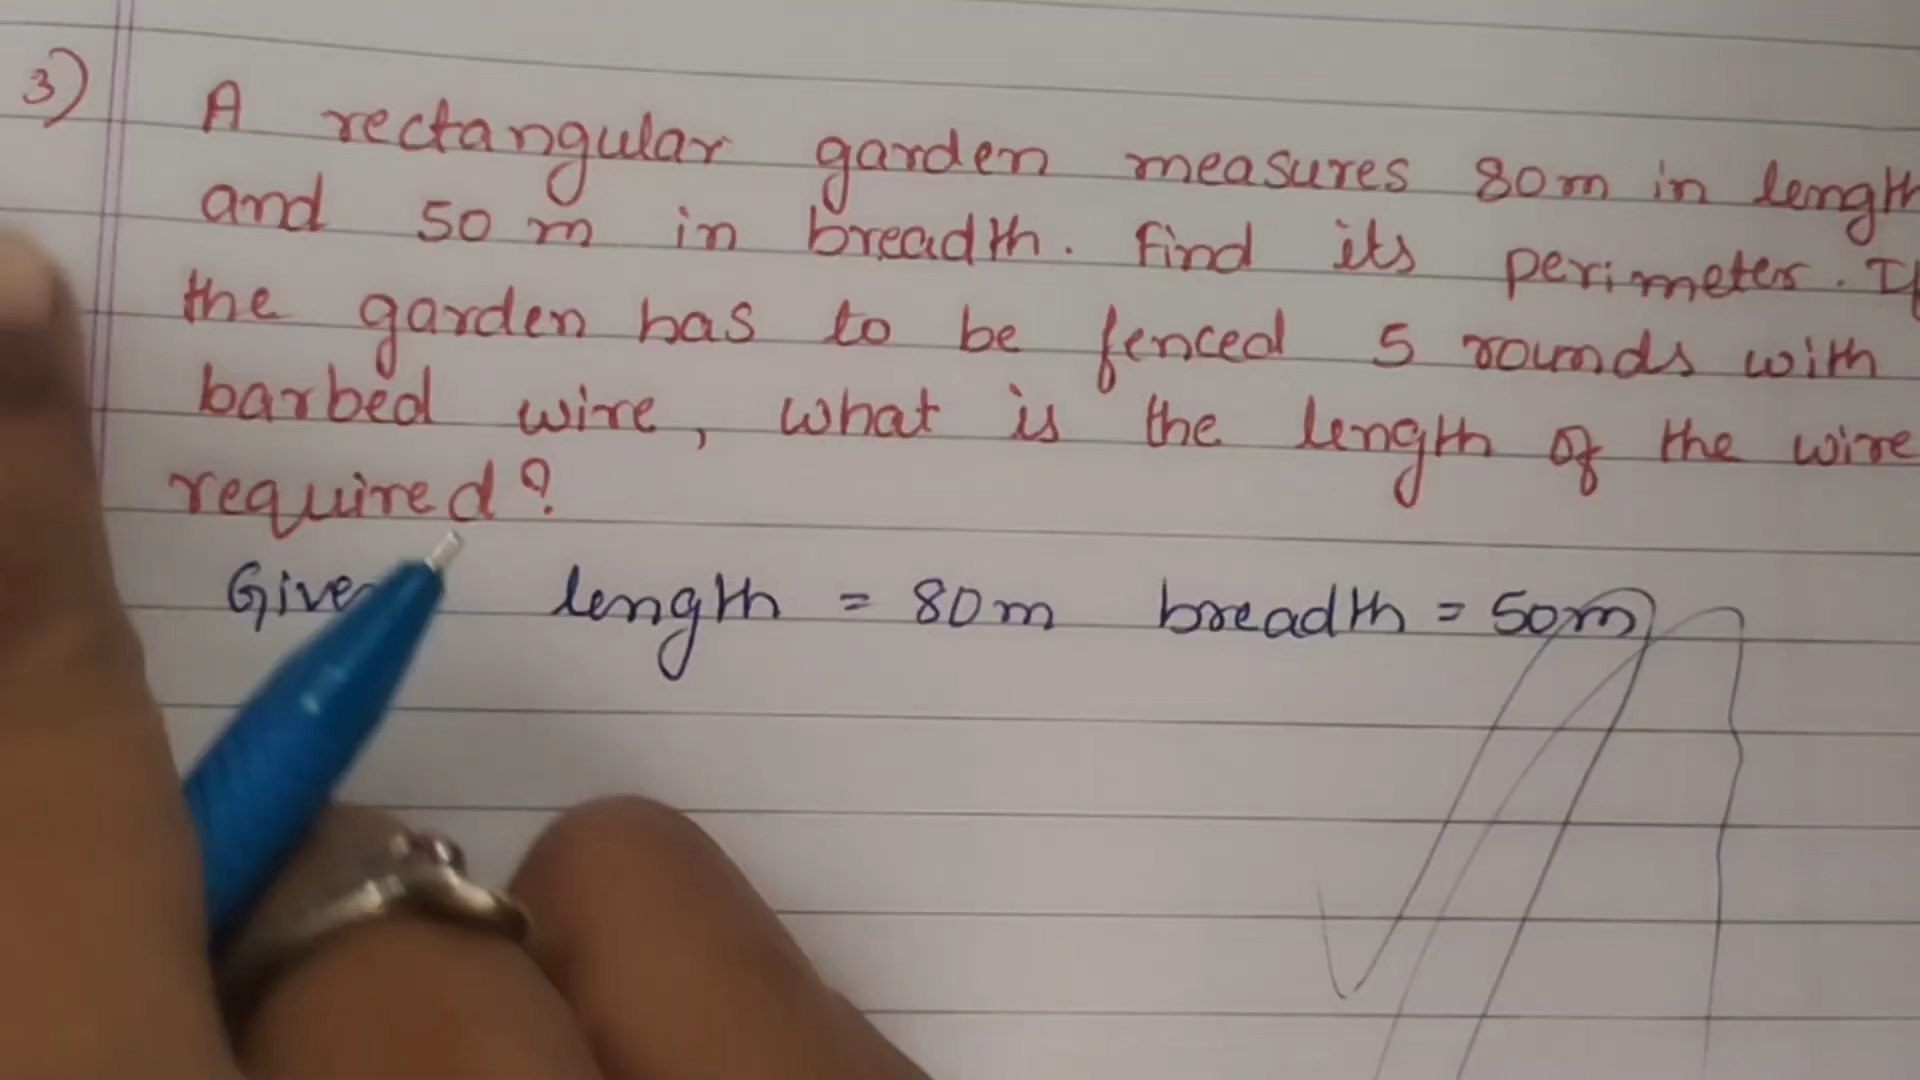 3) A rectangular garden measures 80m in length
and 50 m in breadth. Find its perimeter. If
the garden has to be fenced 5 rounds with
barbed wire, what is the length of the wire
required?
Given length = 80m breadth = 50m